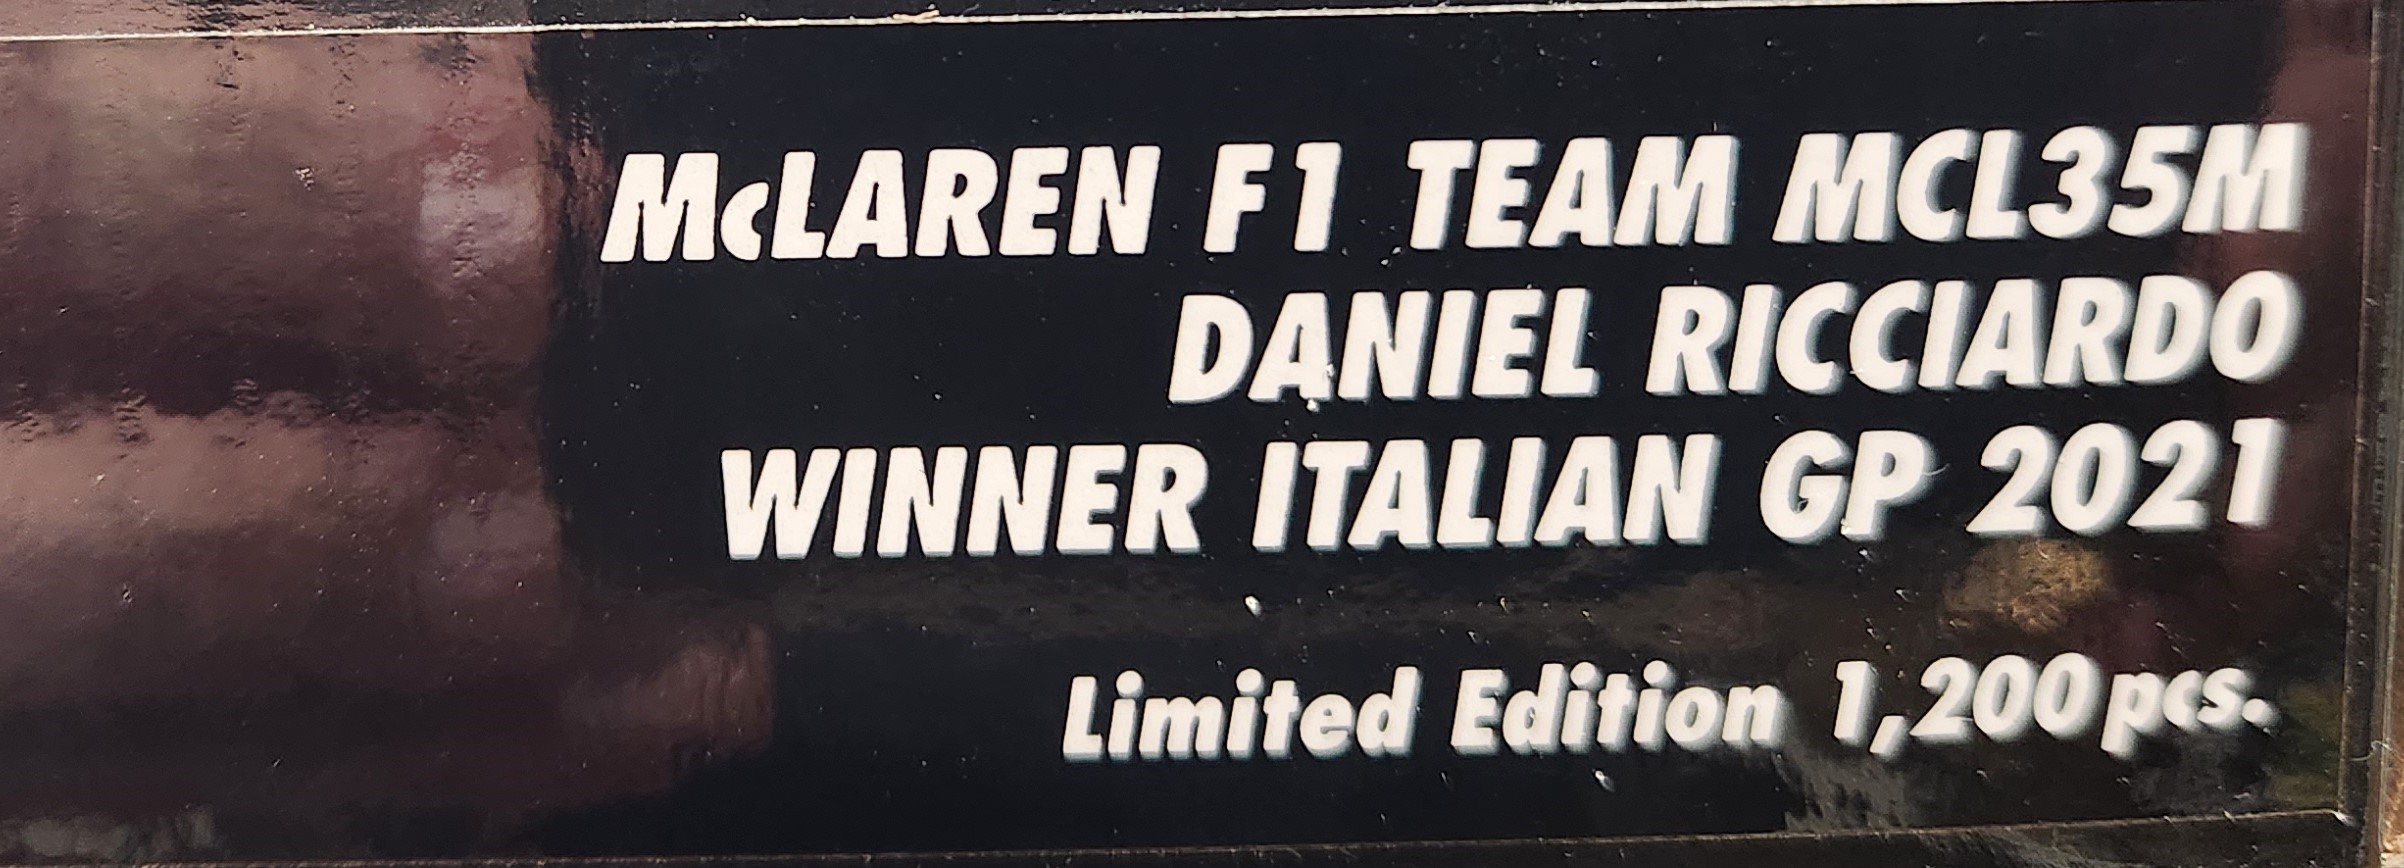 McLAREN F1 TEAM MCL35M
DANIEL RICCIARDO
WINNER ITALIAN GP 2021
Limited Edition 1,200 pcs.